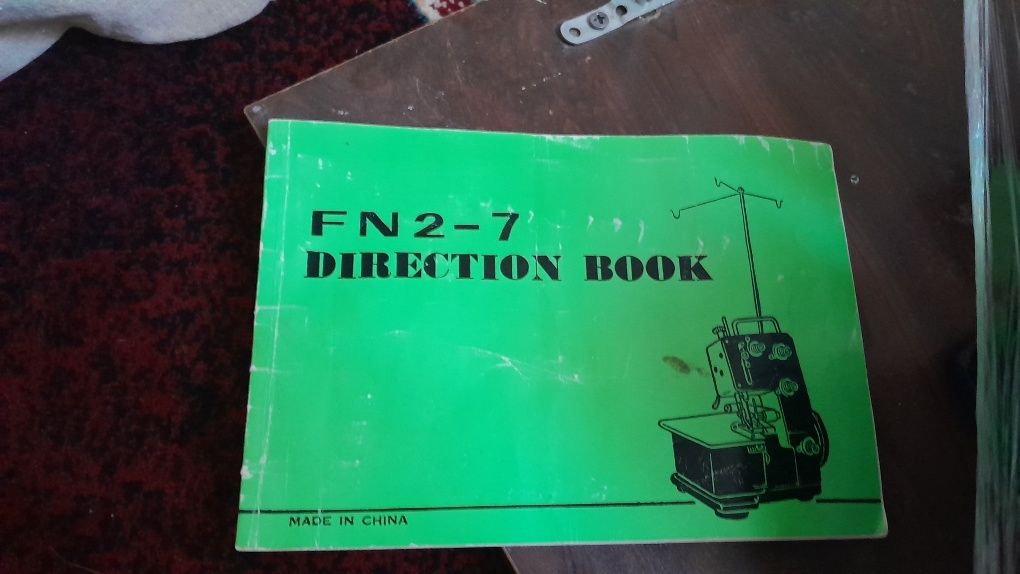 FN2-7
DIRECTION BOOK
MADE IN CHINA